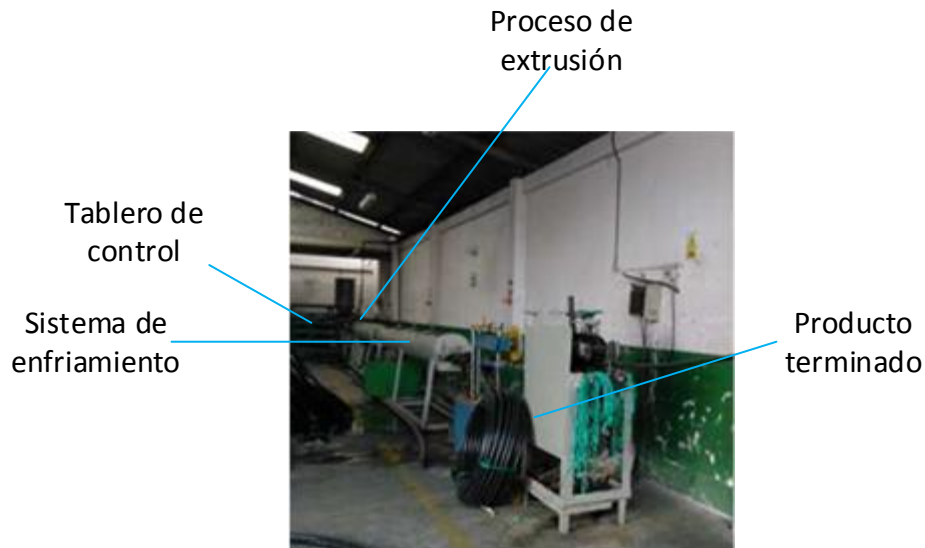 Proceso de
extrusión
Tablero de
control
Sistema de
enfriamiento
Producto
terminado